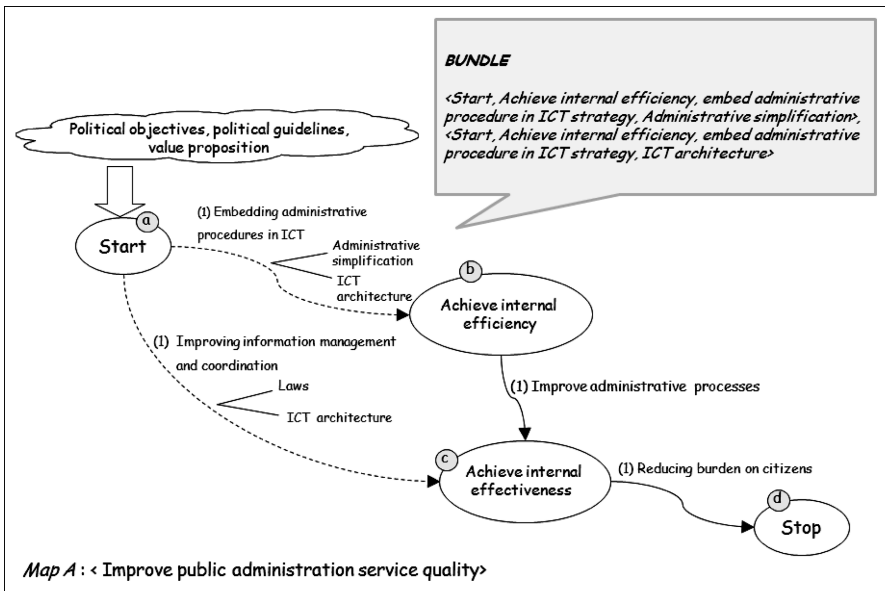 BUNDLE
<Start, Achieve internal efficiency, embed administrative
procedure in ICT strategy, Administrative simplification>,
<Start, Achieve internal efficiency, embed administrative
procedure in ICT strategy, ICT architecture>
Political objectives, political guidelines,
value proposition
a
Start
(1) Embedding administrative
procedures in ICT
Administrative
simplification
ICT
architecture
b
Achieve internal
efficiency
(1) Improving information management
and coordination
Laws
ICT architecture
(1) Improve administrative processes
c
Achieve internal
effectiveness
(1) Reducing burden on citizens
d
Stop
Map A : < Improve public administration service quality>